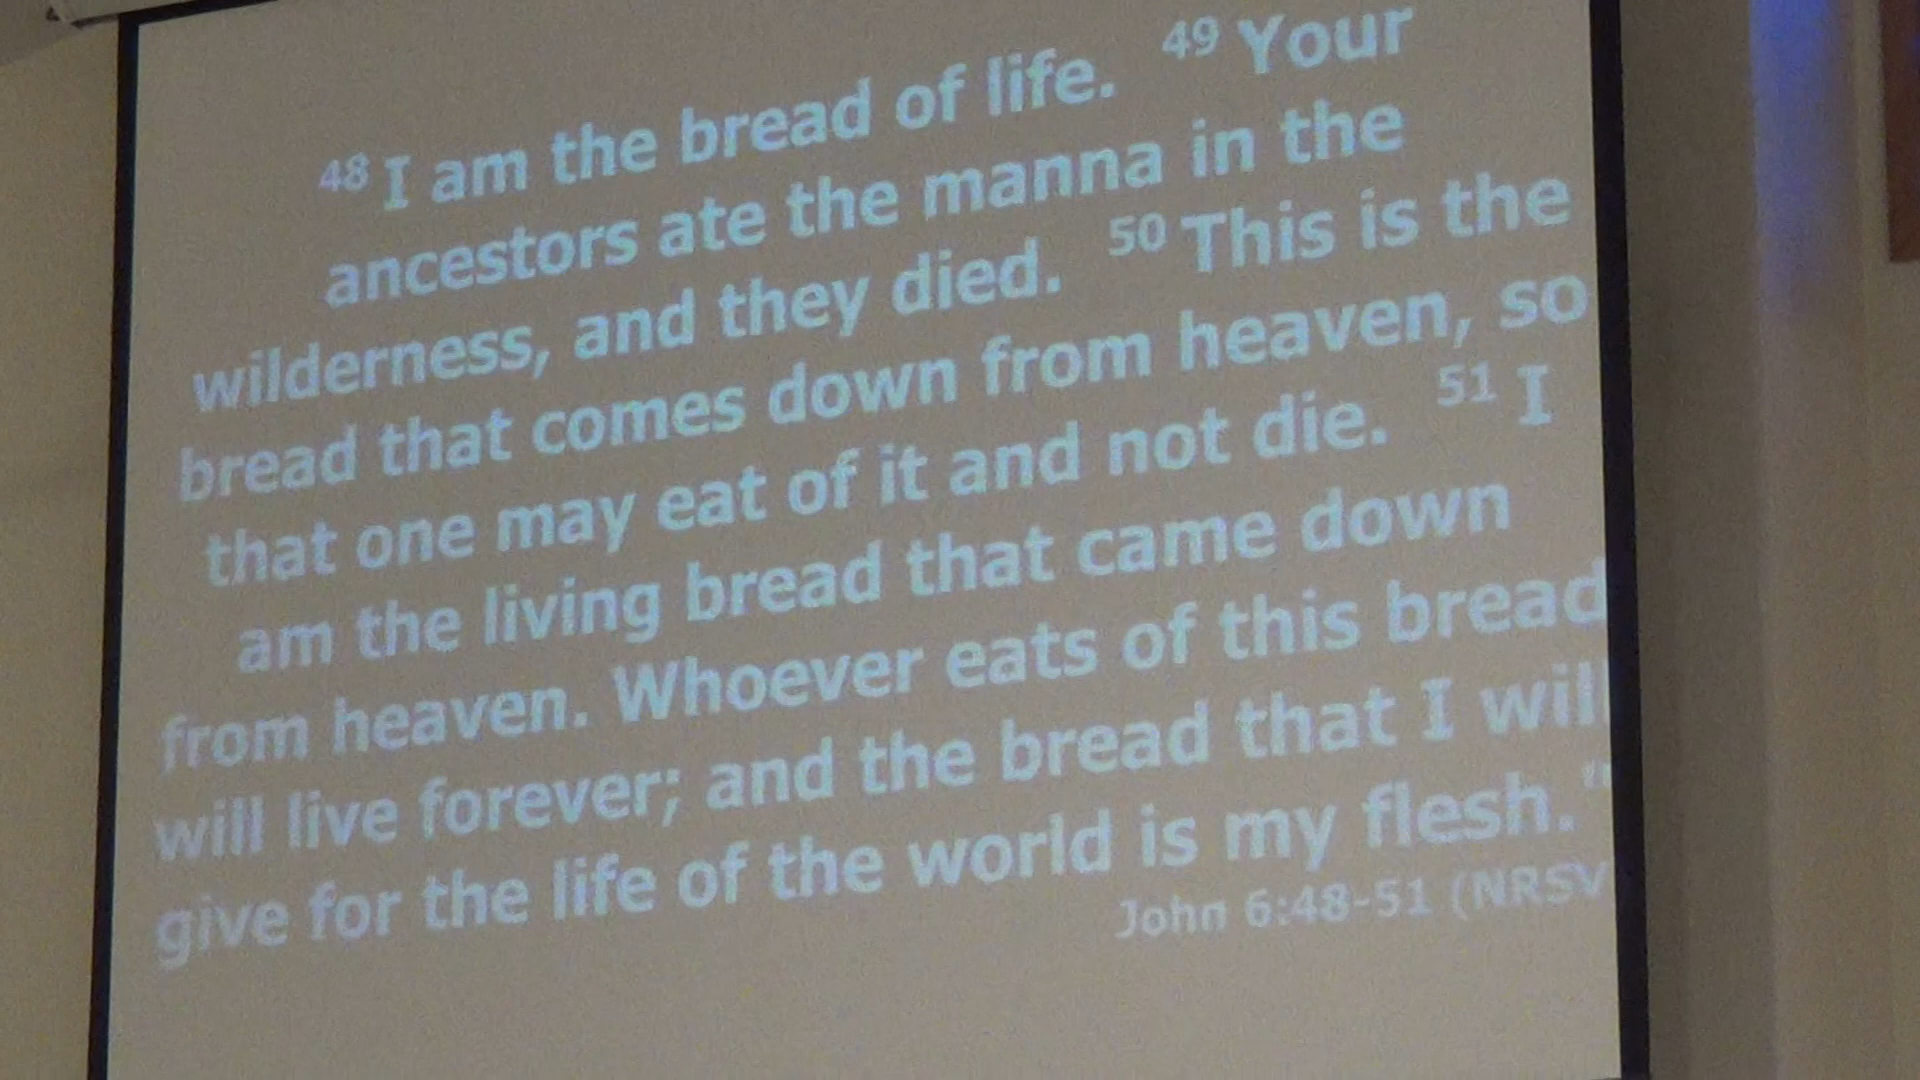 48 I am the bread of life. 49 Your
ancestors ate the manna in the
wilderness, and they died. 50 This is the
bread that comes down from heaven, so
that one may eat of it and not die. 51 I
am the living bread that came down
from heaven. Whoever eats of this bread
will live forever; and the bread that I will
give for the life of the world is my flesh."
John 6:48-51 (NRSV